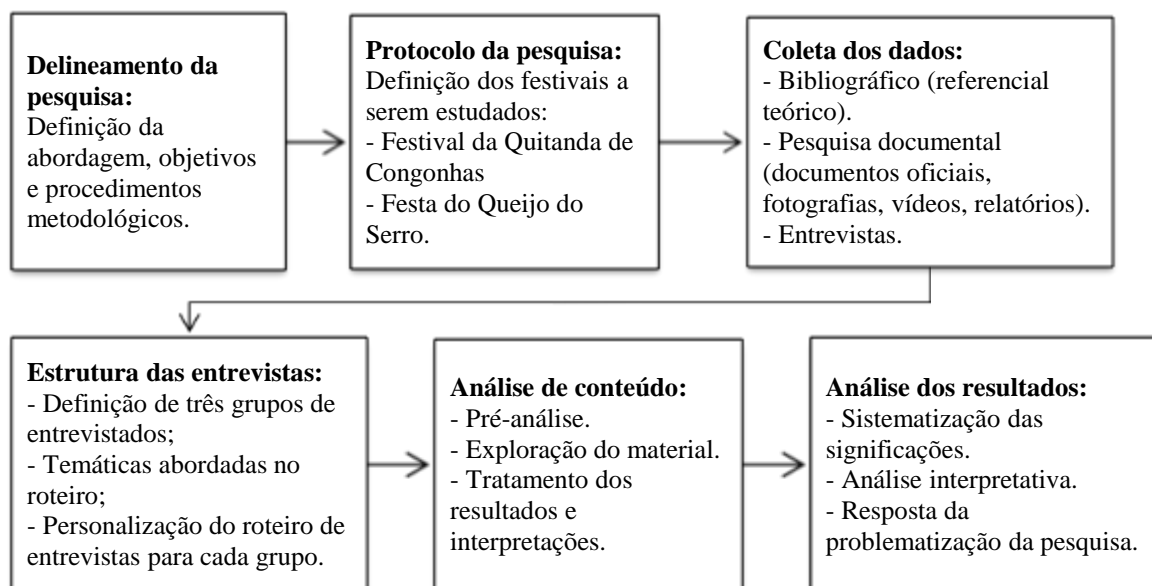 Delineamento da
pesquisa:
Definição da
abordagem, objetivos
e procedimentos
metodológicos.
Protocolo da pesquisa:
Definição dos festivais a
serem estudados:
- Festival da Quitanda de
Congonhas
- Festa do Queijo do
Serro.
Coleta dos dados:
- Bibliográfico (referencial
teórico).
- Pesquisa documental
(documentos oficiais,
fotografias, vídeos, relatórios).
- Entrevistas.
Estrutura das entrevistas:
- Definição de três grupos de
entrevistados;
- Temáticas abordadas no
roteiro;
- Personalização do roteiro de
entrevistas para cada grupo.
Análise de conteúdo:
- Pré-análise.
- Exploração do material.
- Tratamento dos
resultados e
interpretações.
Análise dos resultados:
- Sistematização das
significações.
- Análise interpretativa.
- Resposta da
problematização da pesquisa.